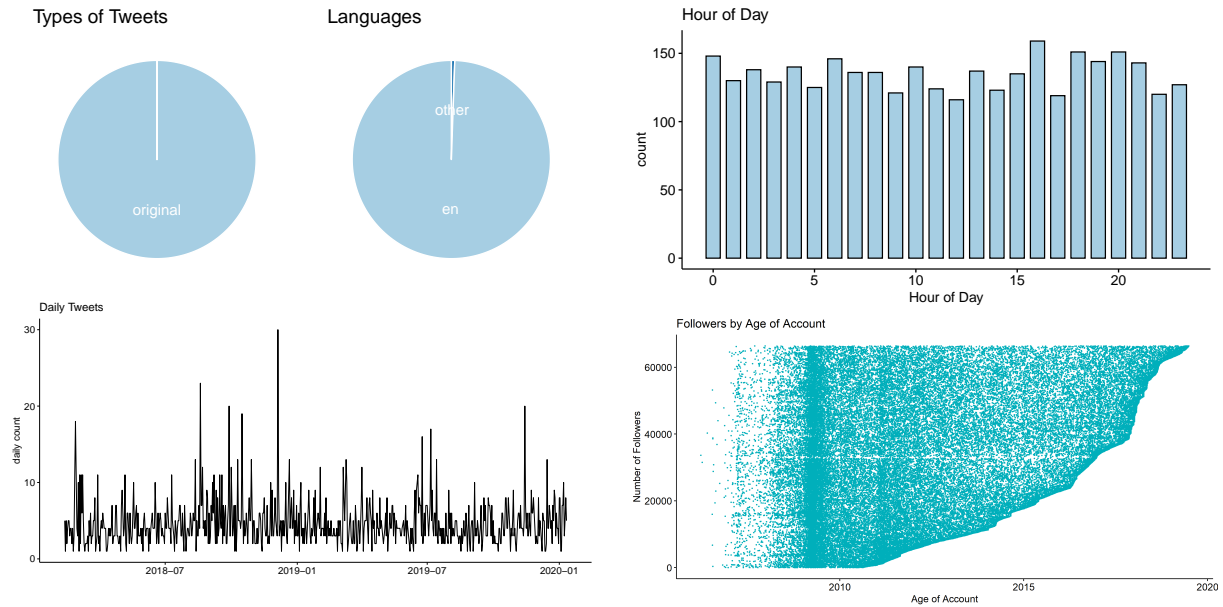 Types of Tweets
original
Languages
other
en
Hour of Day
count
150
100
50
0
0 5 10 15 20
Hour of Day
Daily Tweets
daily count
30
20
10
0
2018–07 2019–01 2019–07 2020–01
Followers by Age of Account
Number of Followers
60000
40000
20000
0
2010 2015 2020
Age of Account